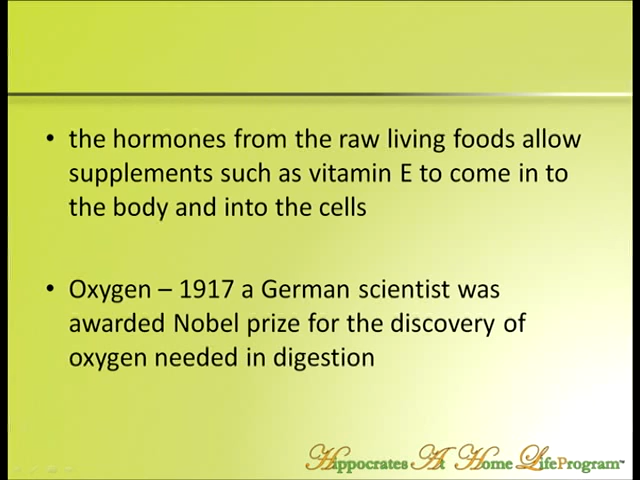 • the hormones from the raw living foods allow
supplements such as vitamin E to come in to
the body and into the cells
• Oxygen – 1917 a German scientist was
awarded Nobel prize for the discovery of
oxygen needed in digestion
Hippocrates At Home LifeProgram™